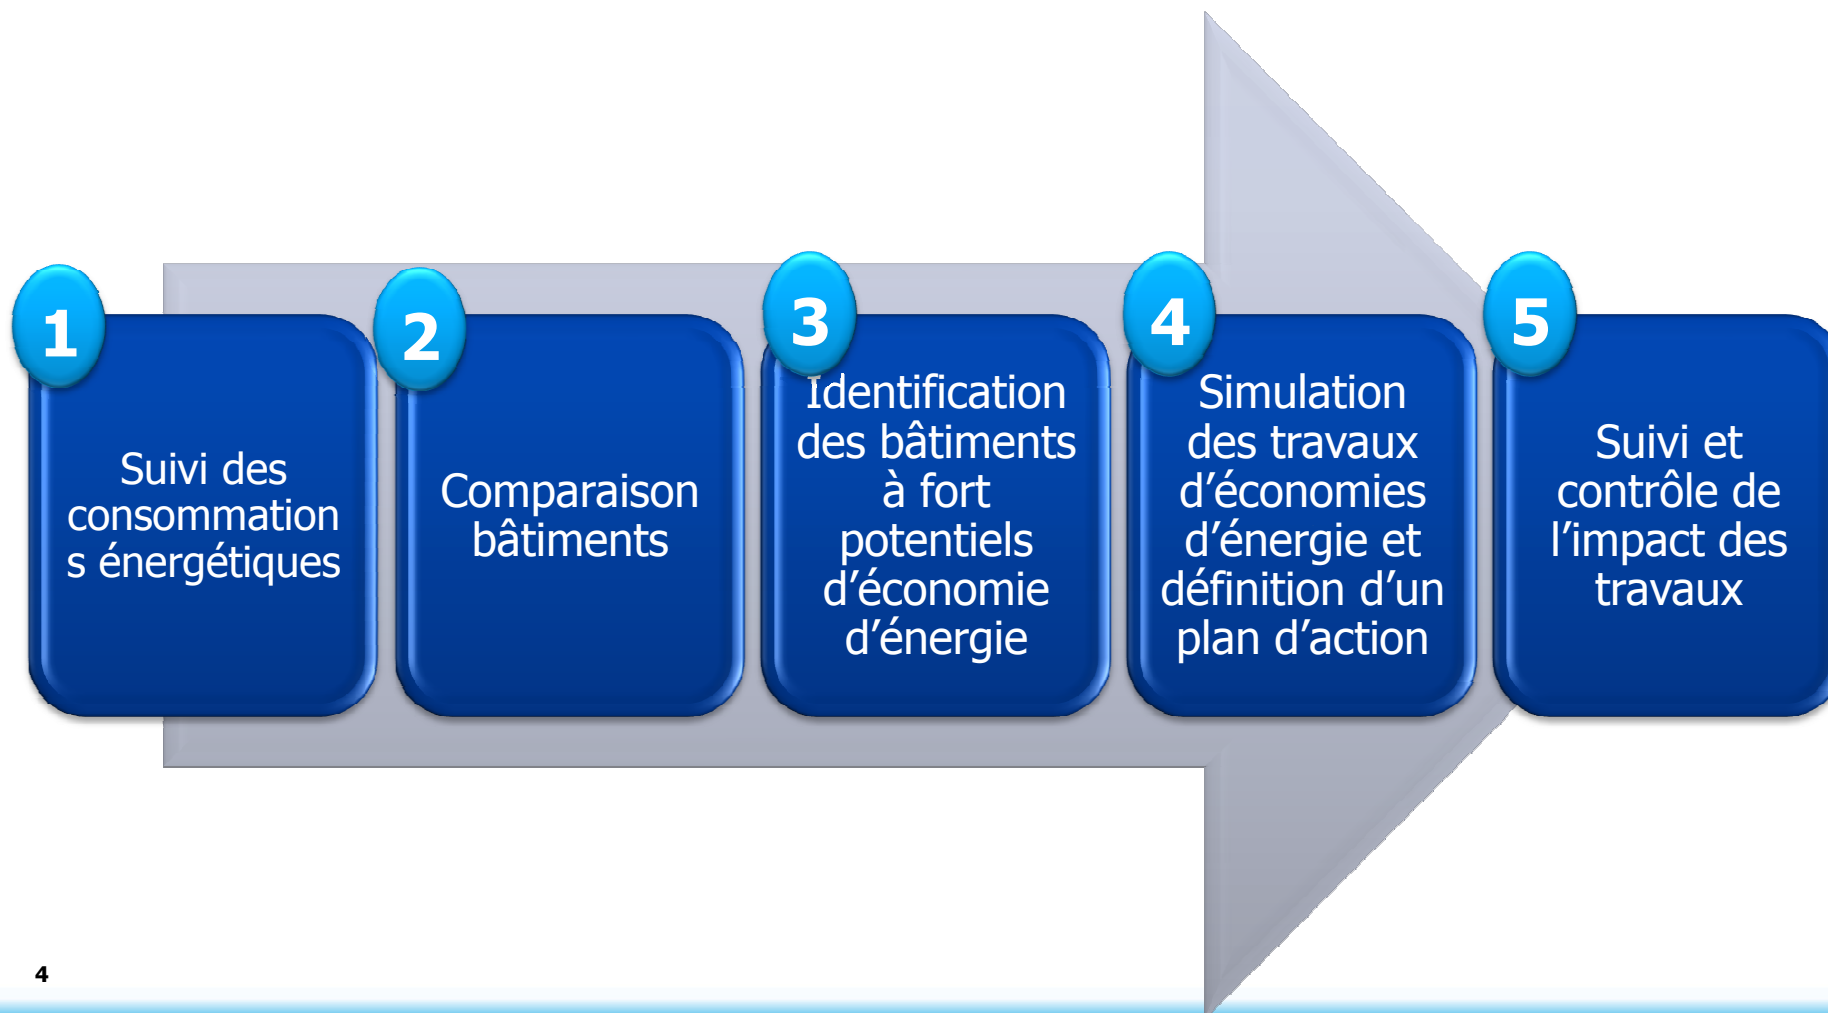 1
Suivi des
consommation
s énergétiques
2
Comparaison
bâtiments
3
Identification
des bâtiments
à fort
potentiels
d’économie
d’énergie
4
Simulation
des travaux
d’économies
d’énergie et
définition d’un
plan d’action
5
Suivi et
contrôle de
l’impact des
travaux
4